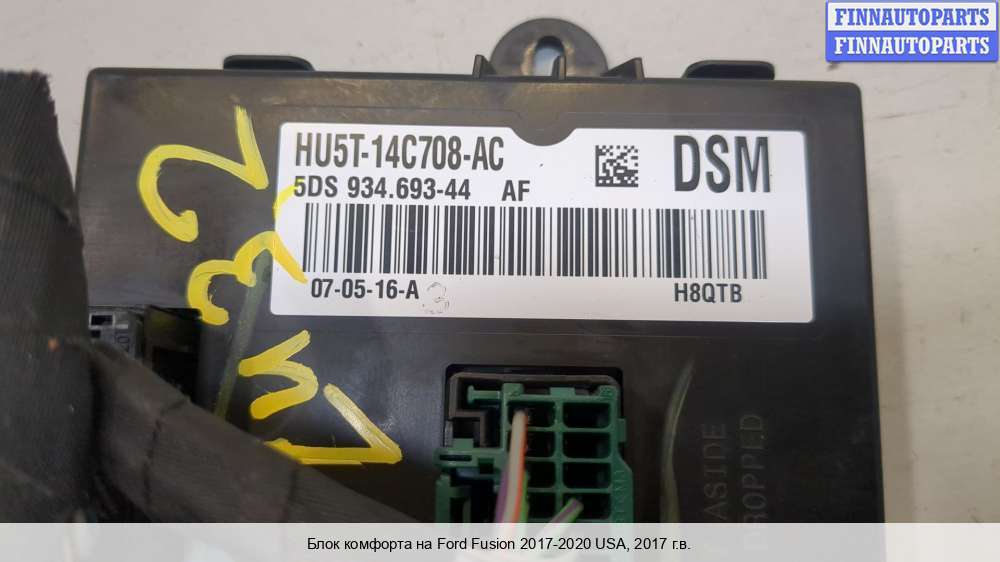 FINNAUTOPARTS
FINNAUTOPARTS
HU5T-14C708-AC
DSM
5DS 934.693-44 AF
07-05-16-A
H8QTB
ASIDE
DROPPED
Блок комфорта на Ford Fusion 2017-2020 USA, 2017 г.в.